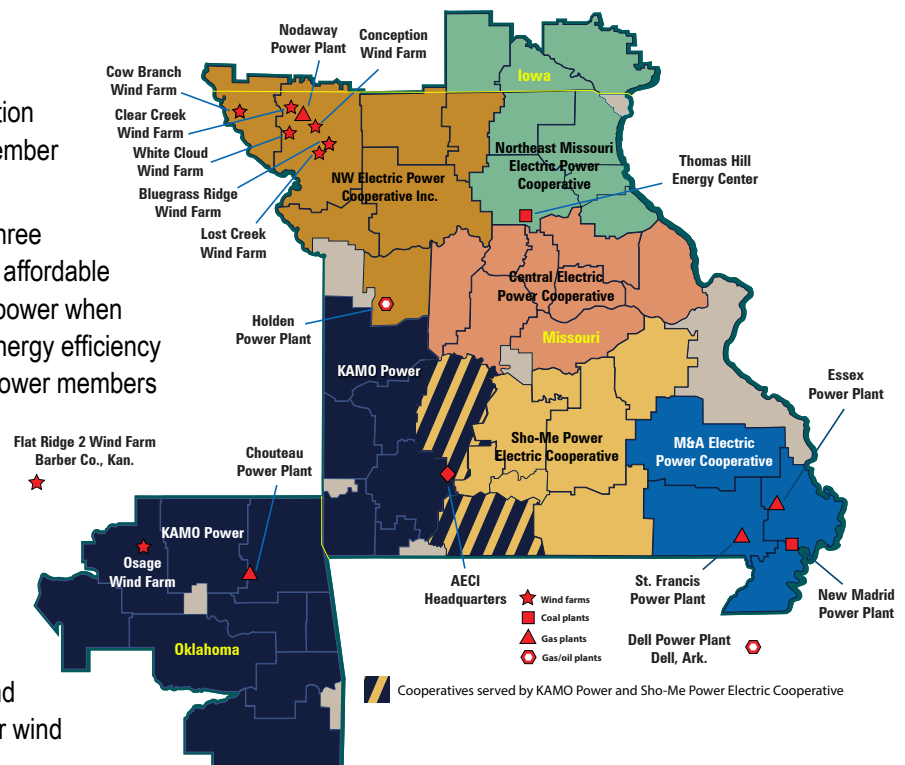 tion
ember
hree
affordable
power when
nergy efficiency
ower members
nd
r wind
Nodaway
Power Plant
Conception
Wind Farm
Cow Branch
Wind Farm
Clear Creek
Wind Farm
White Cloud
Wind Farm
Bluegrass Ridge
Wind Farm
Lost Creek
Wind Farm
Iowa
Northeast Missouri
Electric Power
Cooperative
NW Electric Power
Cooperative Inc.
Thomas Hill
Energy Center
Central Electric
Power Cooperative
Missouri
Holden
Power Plant
KAMO Power
Essex
Power Plant
Sho-Me Power
Electric Cooperative
M&A Electric
Power Cooperative
Flat Ridge 2 Wind Farm
Barber Co., Kan.
Chouteau
Power Plant
KAMO Power
Osage
Wind Farm
Oklahoma
AECI
Headquarters
St. Francis
Power Plant
New Madrid
Power Plant
Dell Power Plant
Dell, Ark.
Wind farms
Coal plants
Gas plants
Gas/oil plants
Cooperatives served by KAMO Power and Sho-Me Power Electric Cooperative